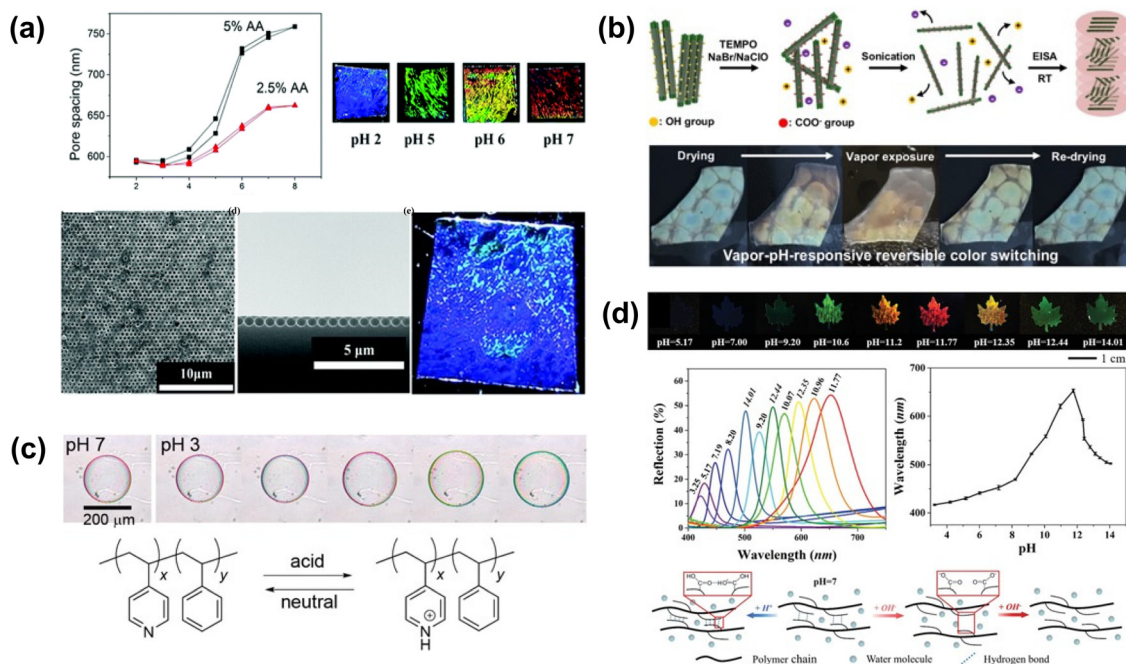 (a)
Pore spacing (nm)
750
700
650
600
2 4 6 8
5% AA
2.5% AA
pH 2 pH 5 pH 6 pH 7
(d)
(e)
10μm
5 μm
(b)
TEMPO
NaBr/NaClO
Sonication
EISA
RT
: OH group
: COO⁻ group
Drying Vapor exposure Re-drying
Vapor-pH-responsive reversible color switching
(c)
pH 7 pH 3
200 μm
x y
acid
neutral
x y
N
N
H
+
(d)
pH=5.17 pH=7.00 pH=9.20 pH=10.6 pH=11.2 pH=11.77 pH=12.35 pH=12.44 pH=14.01
1 cm
Reflection (%)
60
50
40
30
20
10
0
400 500 600 700
Wavelength (nm)
3.25 5.17 7.19 8.20 14.01 9.20 12.44 10.07 12.35 10.96 11.77
Wavelength (nm)
700
600
500
400
4 6 8 10 12 14
pH
pH=7
+ H⁺
+ OH⁻
+ OH⁻
Polymer chain Water molecule Hydrogen bond